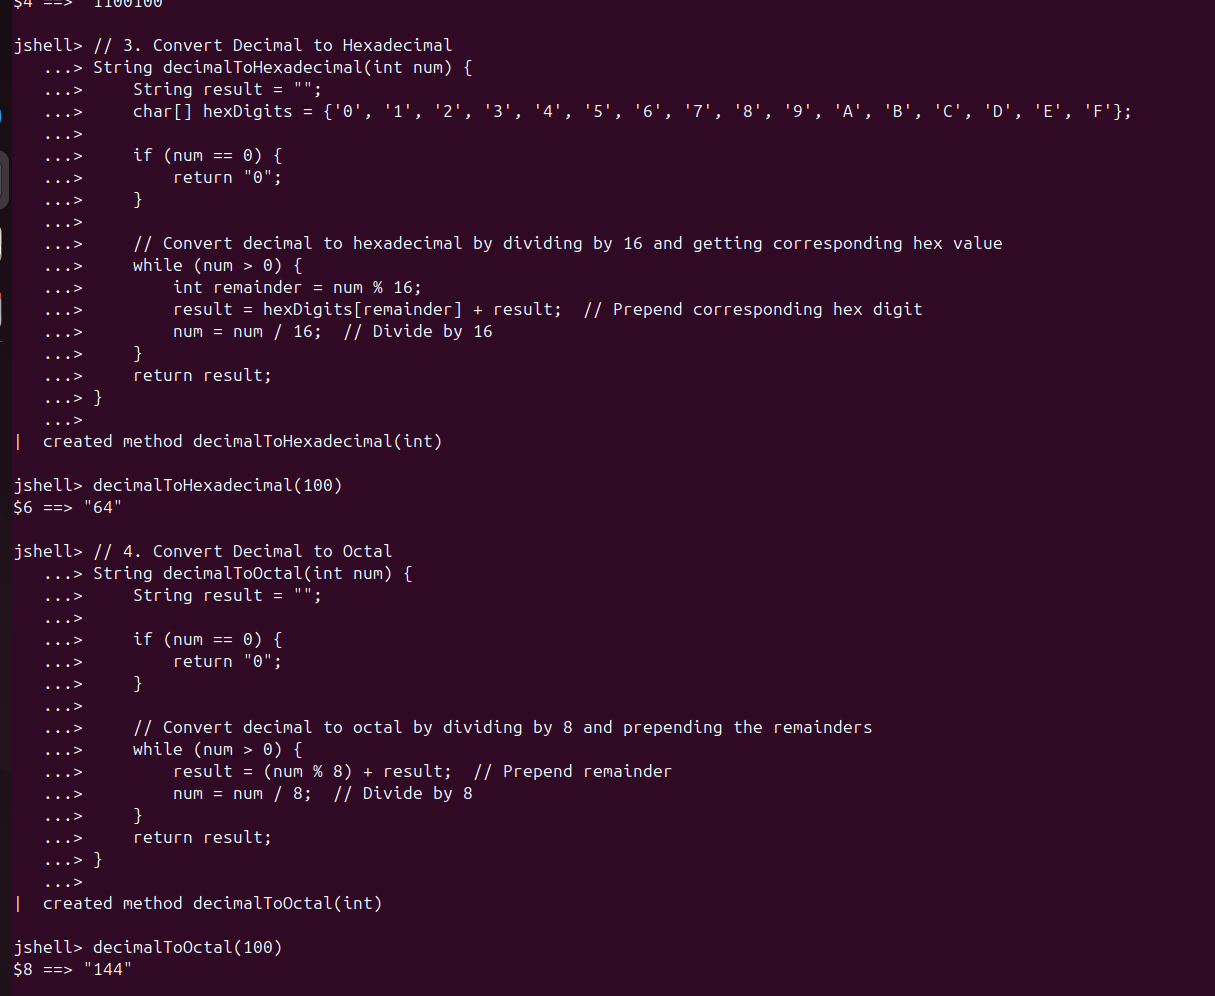 $4 ==> "1100100"
jshell> // 3. Convert Decimal to Hexadecimal
   ...> String decimalToHexadecimal(int num) {
   ...>     String result = "";
   ...>     char[] hexDigits = {'0', '1', '2', '3', '4', '5', '6', '7', '8', '9', 'A', 'B', 'C', 'D', 'E', 'F'};
   ...>
   ...>     if (num == 0) {
   ...>         return "0";
   ...>     }
   ...>
   ...>     // Convert decimal to hexadecimal by dividing by 16 and getting corresponding hex value
   ...>     while (num > 0) {
   ...>         int remainder = num % 16;
   ...>         result = hexDigits[remainder] + result;  // Prepend corresponding hex digit
   ...>         num = num / 16;  // Divide by 16
   ...>     }
   ...>     return result;
   ...> }
   ...>
|  created method decimalToHexadecimal(int)
jshell> decimalToHexadecimal(100)
$6 ==> "64"
jshell> // 4. Convert Decimal to Octal
   ...> String decimalToOctal(int num) {
   ...>     String result = "";
   ...>
   ...>     if (num == 0) {
   ...>         return "0";
   ...>     }
   ...>
   ...>     // Convert decimal to octal by dividing by 8 and prepending the remainders
   ...>     while (num > 0) {
   ...>         result = (num % 8) + result;  // Prepend remainder
   ...>         num = num / 8;  // Divide by 8
   ...>     }
   ...>     return result;
   ...> }
   ...>
|  created method decimalToOctal(int)
jshell> decimalToOctal(100)
$8 ==> "144"